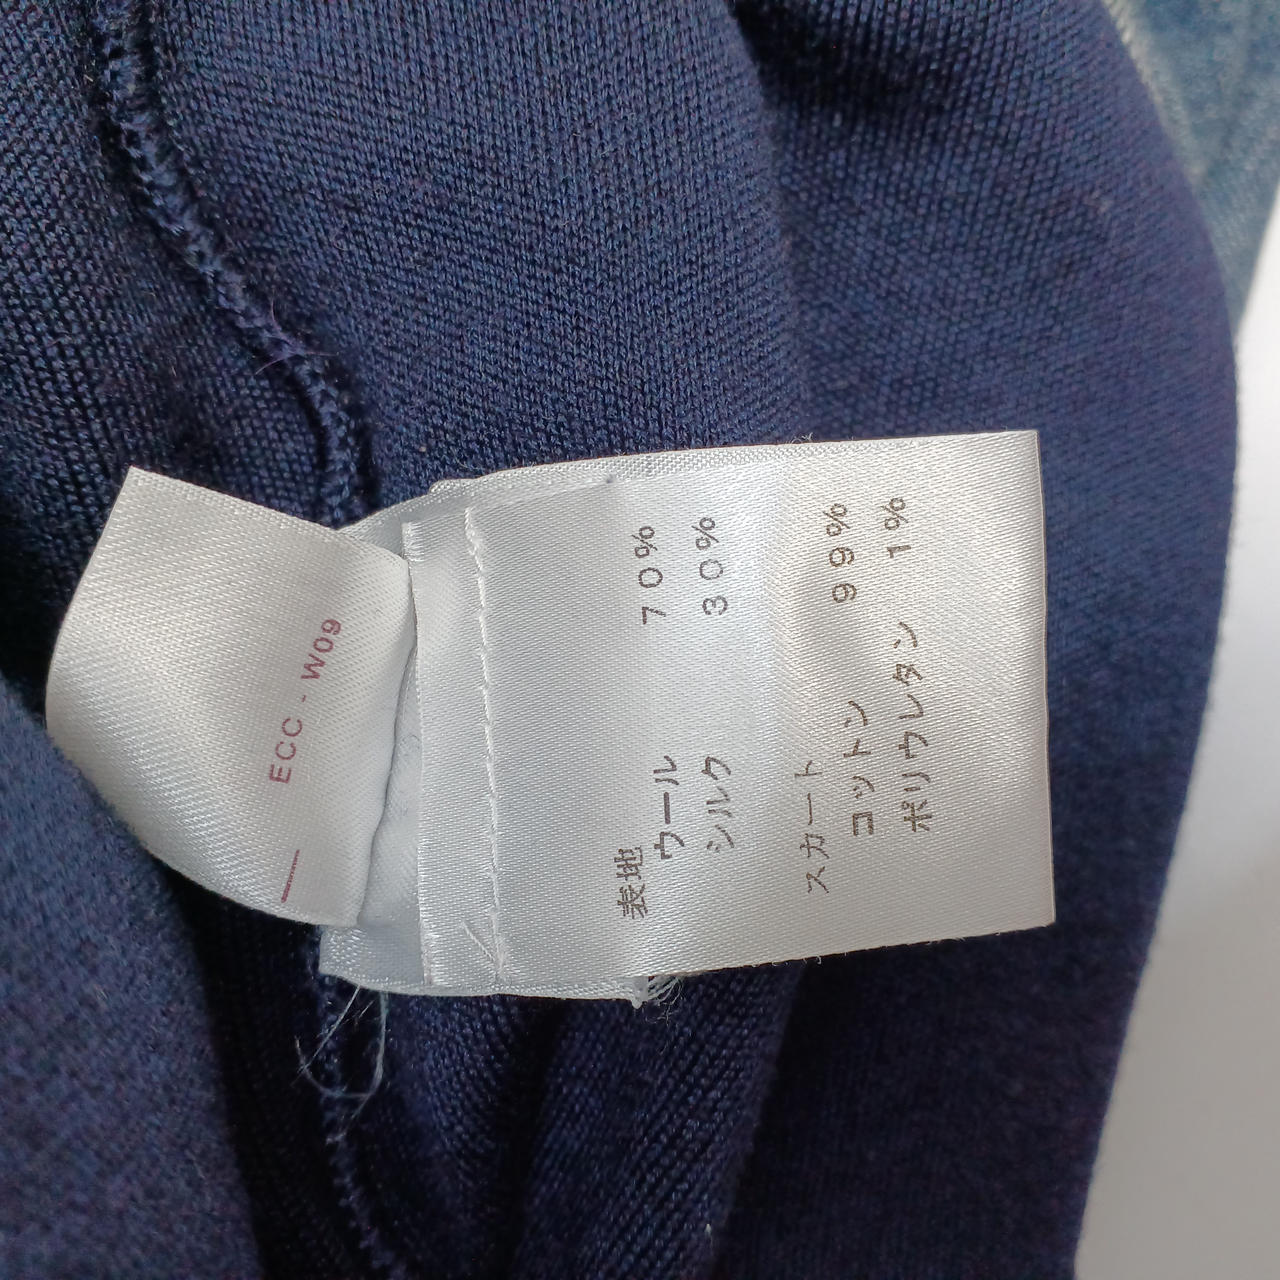 表地
ウール 70%
シルク 30%
スカート
コットン 99%
ポリウレタン 1%
ECC - W09